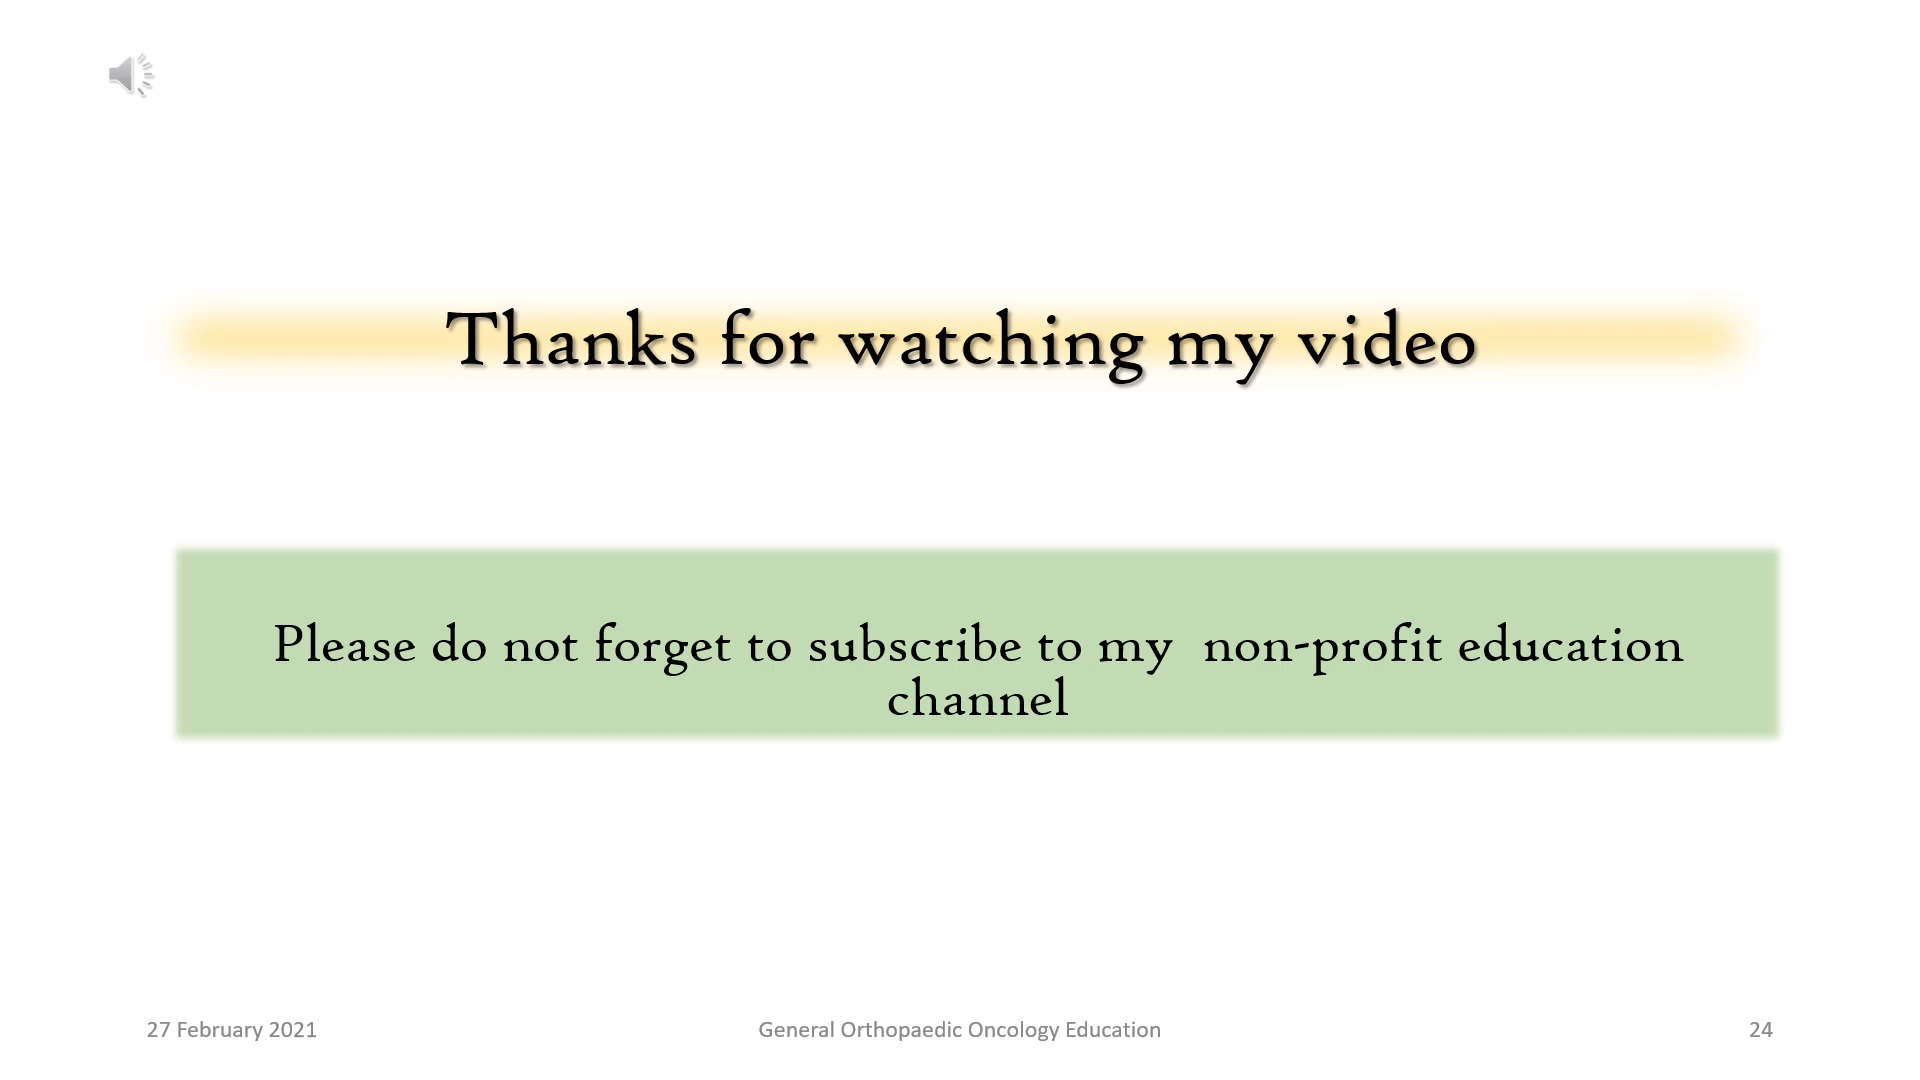 Thanks for watching my video
Please do not forget to subscribe to my  non-profit education
channel
27 February 2021
General Orthopaedic Oncology Education
24